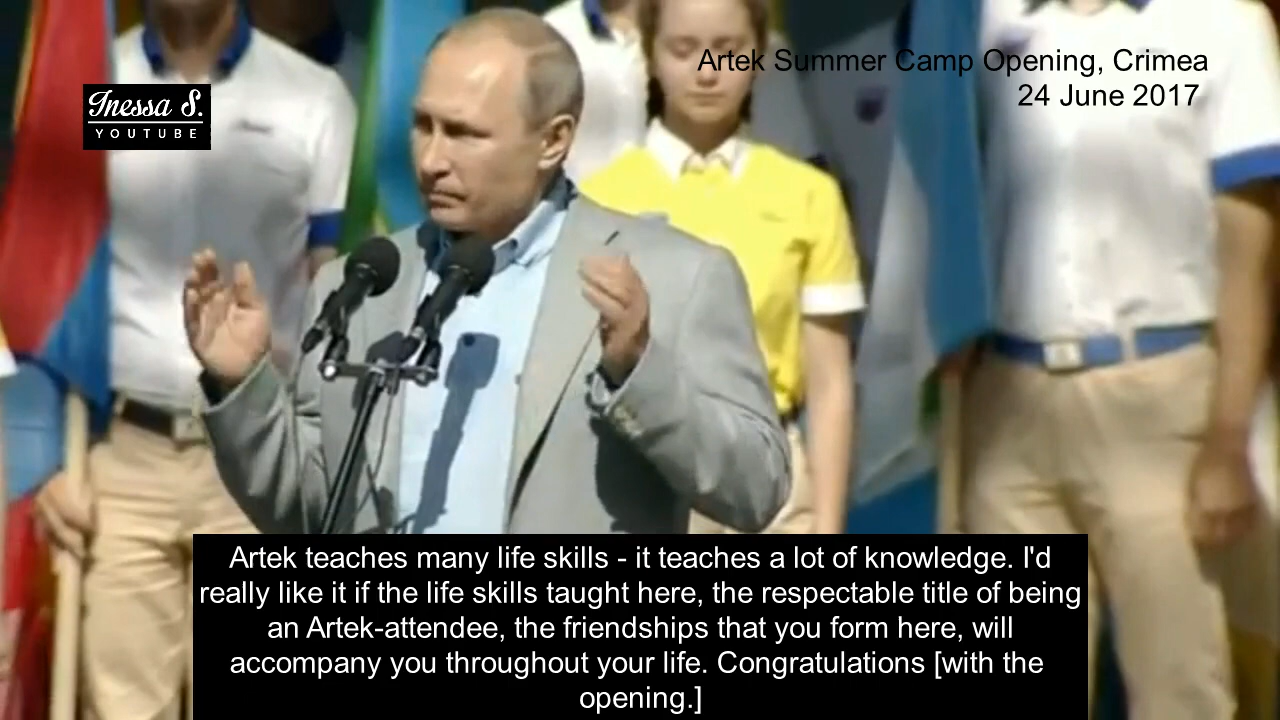 Artek Summer Camp Opening, Crimea
24 June 2017
Inessa S.
YOUTUBE
Artek teaches many life skills - it teaches a lot of knowledge. I'd
really like it if the life skills taught here, the respectable title of being
an Artek-attendee, the friendships that you form here, will
accompany you throughout your life. Congratulations [with the
opening.]